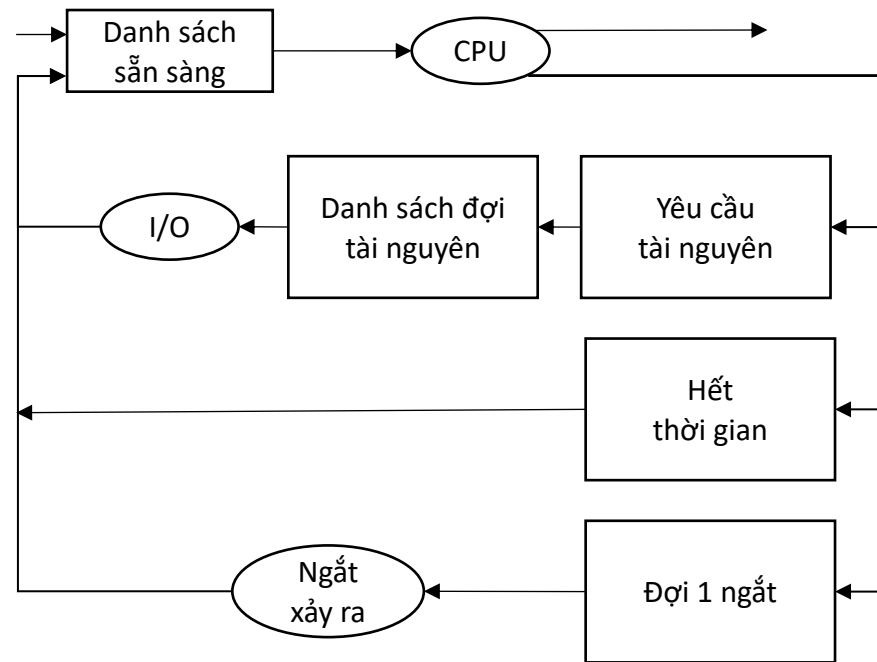 Danh sách
sẵn sàng
CPU
I/O
Danh sách đợi
tài nguyên
Yêu cầu
tài nguyên
Hết
thời gian
Ngắt
xảy ra
Đợi 1 ngắt